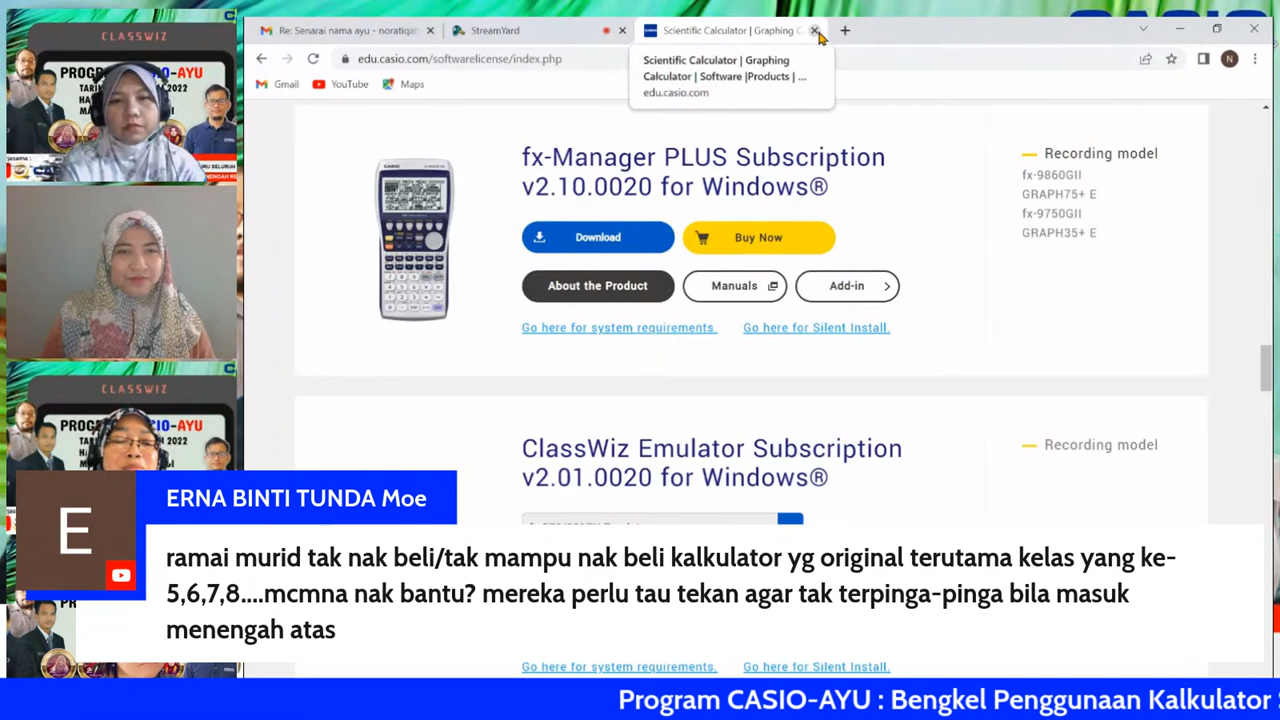 CLASSWIZ
Re: Senarai nama ayu - noratiqah
StreamYard
Scientific Calculator | Graphing C
edu.casio.com/softwarelicense/index.php
N
Gmail
YouTube
Maps
Scientific Calculator | Graphing
Calculator | Software |Products | ...
edu.casio.com
fx-Manager PLUS Subscription
v2.10.0020 for Windows®
Download
Buy Now
About the Product
Manuals
Add-in
Go here for system requirements.
Go here for Silent Install.
Recording model
fx-9860GII
GRAPH75+ E
fx-9750GII
GRAPH35+ E
CLASSWIZ
2022
ClassWiz Emulator Subscription
v2.01.0020 for Windows®
Recording model
E
ERNA BINTI TUNDA Moe
ramai murid tak nak beli/tak mampu nak beli kalkulator yg original terutama kelas yang ke-
5,6,7,8....mcmna nak bantu? mereka perlu tau tekan agar tak terpinga-pinga bila masuk
menengah atas
Go here for system requirements.
Go here for Silent Install.
Program CASIO-AYU : Bengkel Penggunaan Kalkulator